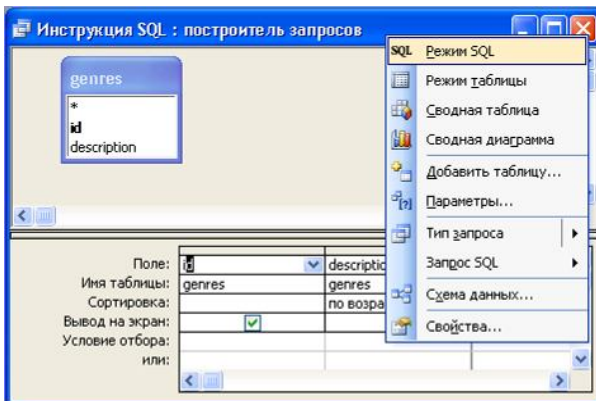 Инструкция SQL : построитель запросов
genres
*
id
description
SQL Режим SQL
Режим таблицы
Сводная таблица
Сводная диаграмма
Добавить таблицу...
Параметры...
Тип запроса
Запрос SQL
Схема данных...
Свойства...
Поле: id descriptic
Имя таблицы: genres genres
Сортировка: по возра
Вывод на экран:
Условие отбора:
или: